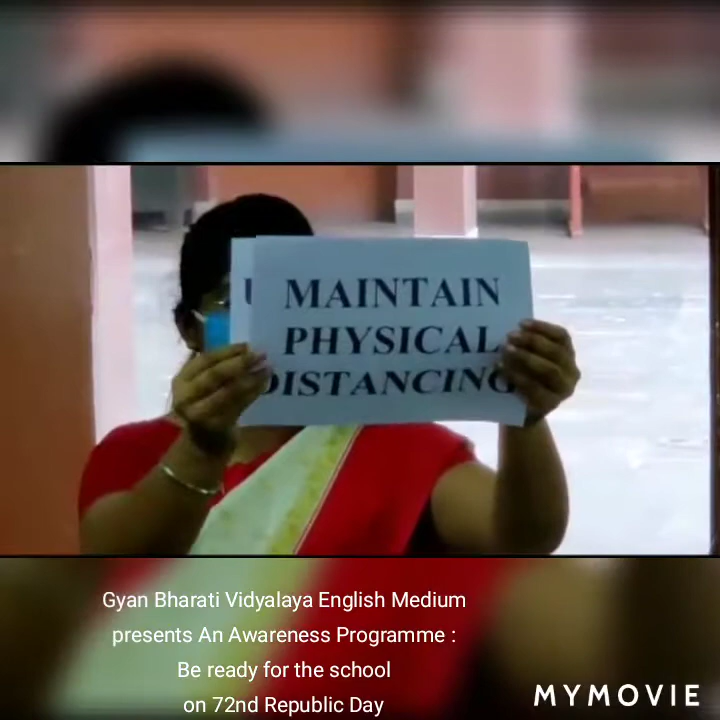 MAINTAIN
PHYSICAL
DISTANCING
Gyan Bharati Vidyalaya English Medium
presents An Awareness Programme :
Be ready for the school
on 72nd Republic Day
MYMOVIE